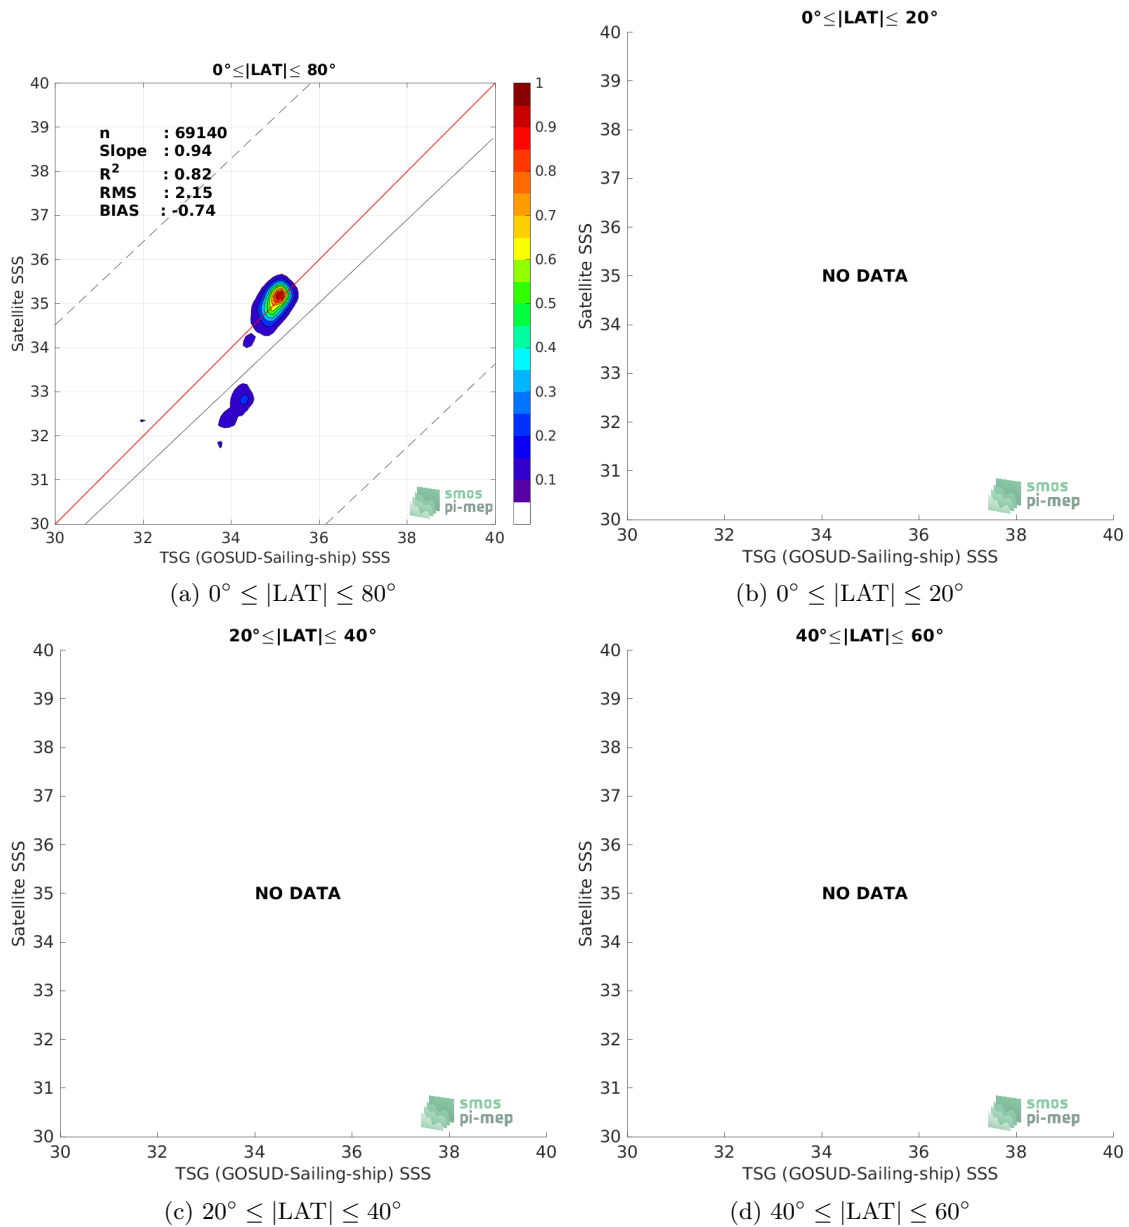 0°≤|LAT|≤ 80°
40
39
38
37
36
35
34
33
32
31
30
Satellite SSS
n : 69140
Slope : 0.94
R² : 0.82
RMS : 2.15
BIAS : -0.74
1
0.9
0.8
0.7
0.6
0.5
0.4
0.3
0.2
0.1
smos
pi-mep
30 32 34 36 38 40
TSG (GOSUD-Sailing-ship) SSS
(a) 0° ≤ |LAT| ≤ 80°
0°≤|LAT|≤ 20°
40
39
38
37
36
35
34
33
32
31
30
Satellite SSS
NO DATA
smos
pi-mep
30 32 34 36 38 40
TSG (GOSUD-Sailing-ship) SSS
(b) 0° ≤ |LAT| ≤ 20°
20°≤|LAT|≤ 40°
40
39
38
37
36
35
34
33
32
31
30
Satellite SSS
NO DATA
smos
pi-mep
30 32 34 36 38 40
TSG (GOSUD-Sailing-ship) SSS
(c) 20° ≤ |LAT| ≤ 40°
40°≤|LAT|≤ 60°
40
39
38
37
36
35
34
33
32
31
30
Satellite SSS
NO DATA
smos
pi-mep
30 32 34 36 38 40
TSG (GOSUD-Sailing-ship) SSS
(d) 40° ≤ |LAT| ≤ 60°